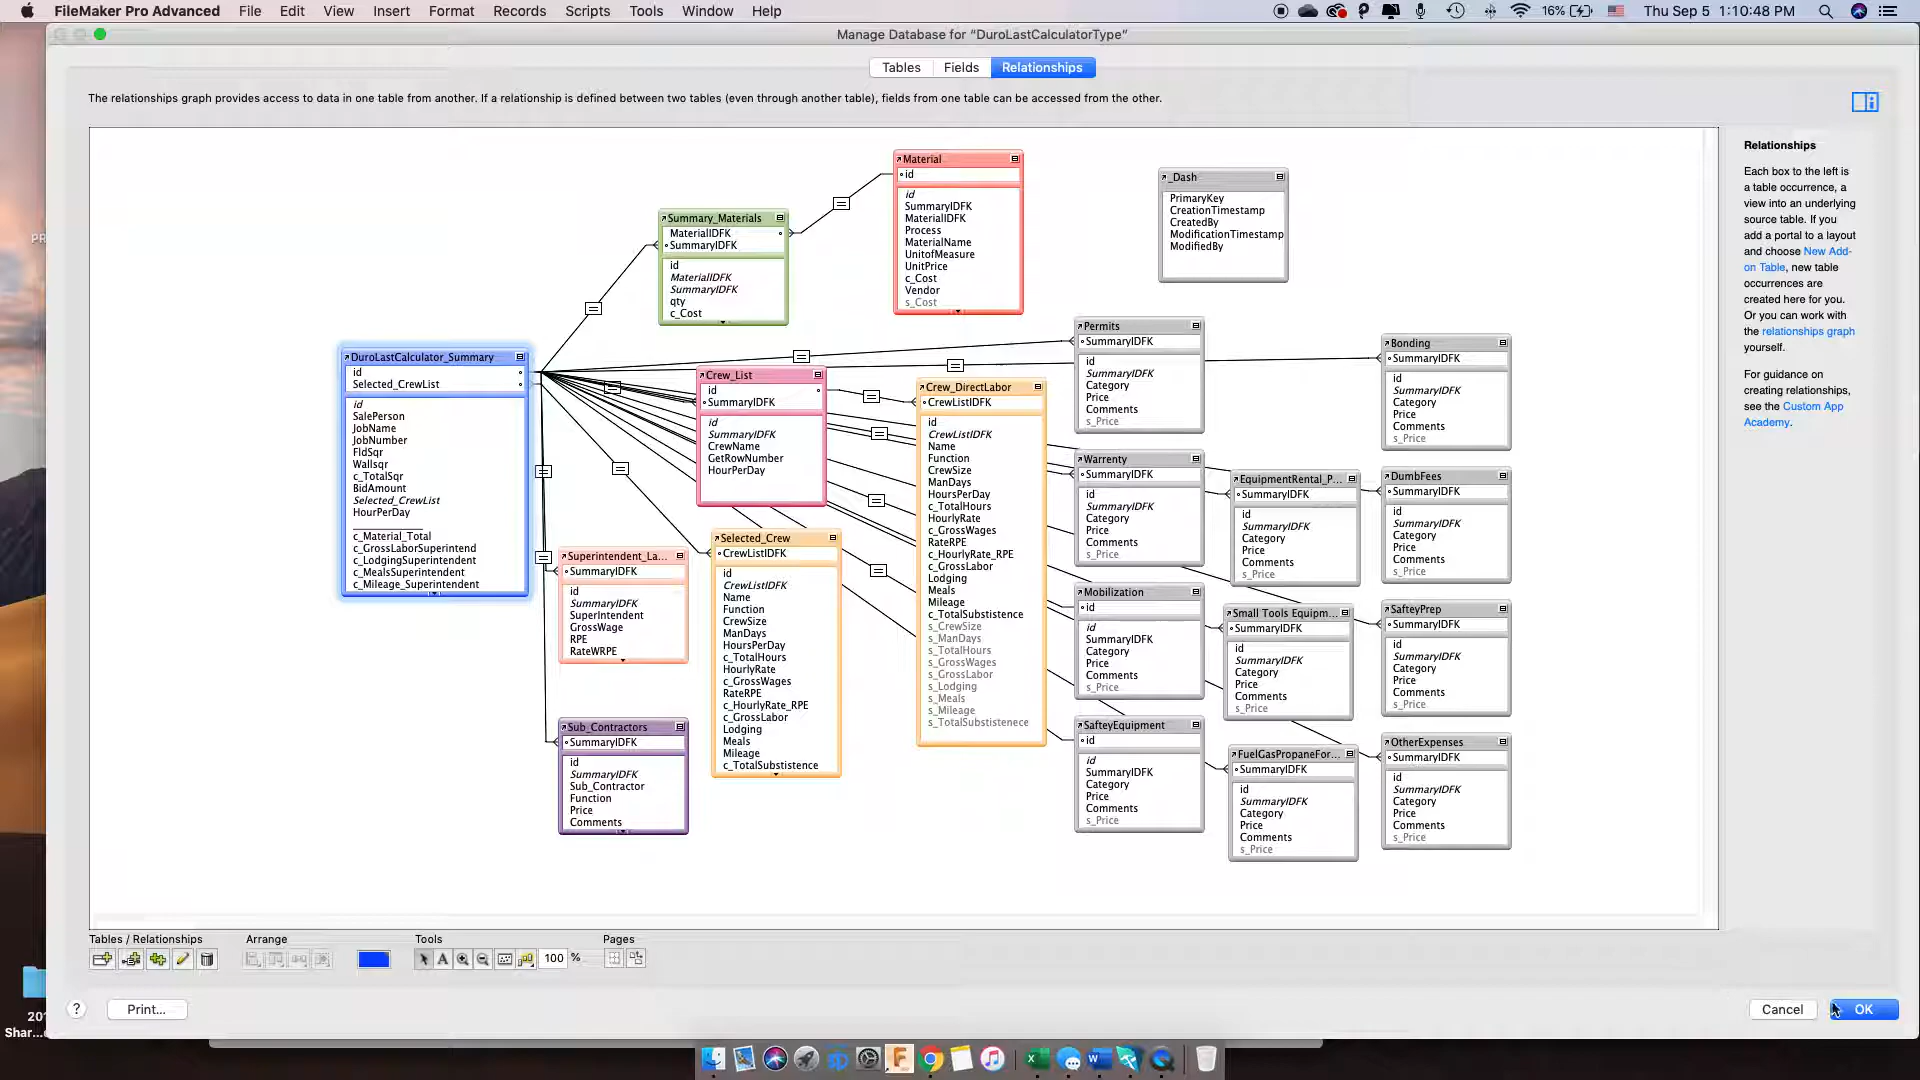 FileMaker Pro Advanced File Edit View Insert Format Records Scripts Tools Window Help
16% Thu Sep 5 1:10:48 PM
Manage Database for "DuroLastCalculatorType"
Tables Fields Relationships
The relationships graph provides access to data in one table from another. If a relationship is defined between two tables (even through another table), fields from one table can be accessed from the other.
DuroLastCalculator_Summary
id
Selected_CrewList
id
SalePerson
JobName
JobNumber
FldSqr
Wallsqr
c_TotalSqr
BidAmount
Selected_CrewList
HourPerDay
c_Material_Total
c_GrossLaborSuperintend
c_LodgingSuperintendent
c_MealsSuperintendent
c_Mileage_Superintendent
Summary_Materials
MaterialIDFK
SummaryIDFK
id
MaterialIDFK
SummaryIDFK
qty
c_Cost
Material
id
id
SummaryIDFK
MaterialIDFK
Process
MaterialName
UnitofMeasure
UnitPrice
c_Cost
Vendor
s_Cost
_Dash
PrimaryKey
CreationTimestamp
CreatedBy
ModificationTimestamp
ModifiedBy
Crew_List
id
SummaryIDFK
id
SummaryIDFK
CrewName
GetRowNumber
HourPerDay
Crew_DirectLabor
CrewListIDFK
id
CrewListIDFK
Name
Function
CrewSize
ManDays
HoursPerDay
c_TotalHours
HourlyRate
c_GrossWages
RateRPE
c_HourlyRate_RPE
c_GrossLabor
Lodging
Meals
Mileage
c_TotalSubstistence
s_CrewSize
s_ManDays
s_TotalHours
s_GrossWages
s_GrossLabor
s_Lodging
s_Meals
s_Mileage
s_TotalSubstistenece
Superintendent_La...
SummaryIDFK
id
SummaryIDFK
Superintendent
GrossWage
RPE
RateWRPE
Selected_Crew
CrewListIDFK
id
CrewListIDFK
Name
Function
CrewSize
ManDays
HoursPerDay
c_TotalHours
HourlyRate
c_GrossWages
RateRPE
c_HourlyRate_RPE
c_GrossLabor
Lodging
Meals
Mileage
c_TotalSubstistence
Sub_Contractors
SummaryIDFK
id
SummaryIDFK
Sub_Contractor
Function
Price
Comments
Permits
SummaryIDFK
id
SummaryIDFK
Category
Price
Comments
s_Price
Bonding
SummaryIDFK
id
SummaryIDFK
Category
Price
Comments
s_Price
Warrenty
SummaryIDFK
id
SummaryIDFK
Category
Price
Comments
s_Price
EquipmentRental_P...
SummaryIDFK
id
SummaryIDFK
Category
Price
Comments
s_Price
DumbFees
SummaryIDFK
id
SummaryIDFK
Category
Price
Comments
s_Price
Mobilization
id
id
SummaryIDFK
Category
Price
Comments
s_Price
Small Tools Equipm...
SummaryIDFK
id
SummaryIDFK
Category
Price
Comments
s_Price
SafteyPrep
SummaryIDFK
id
SummaryIDFK
Category
Price
Comments
s_Price
SafteyEquipment
id
id
SummaryIDFK
Category
Price
Comments
s_Price
FuelGasPropaneFor...
SummaryIDFK
id
SummaryIDFK
Category
Price
Comments
s_Price
OtherExpenses
SummaryIDFK
id
SummaryIDFK
Category
Price
Comments
s_Price
Relationships
Each box to the left is
a table occurrence, a
view into an underlying
source table. If you
add a portal to a layout
and choose New Add-
on Table, new table
occurrences are
created here for you.
Or you can work with
the relationships graph
yourself.
For guidance on
creating relationships,
see the Custom App
Academy.
Tables / Relationships Arrange Tools Pages
A 100 %
? Print... Cancel OK
Shar...